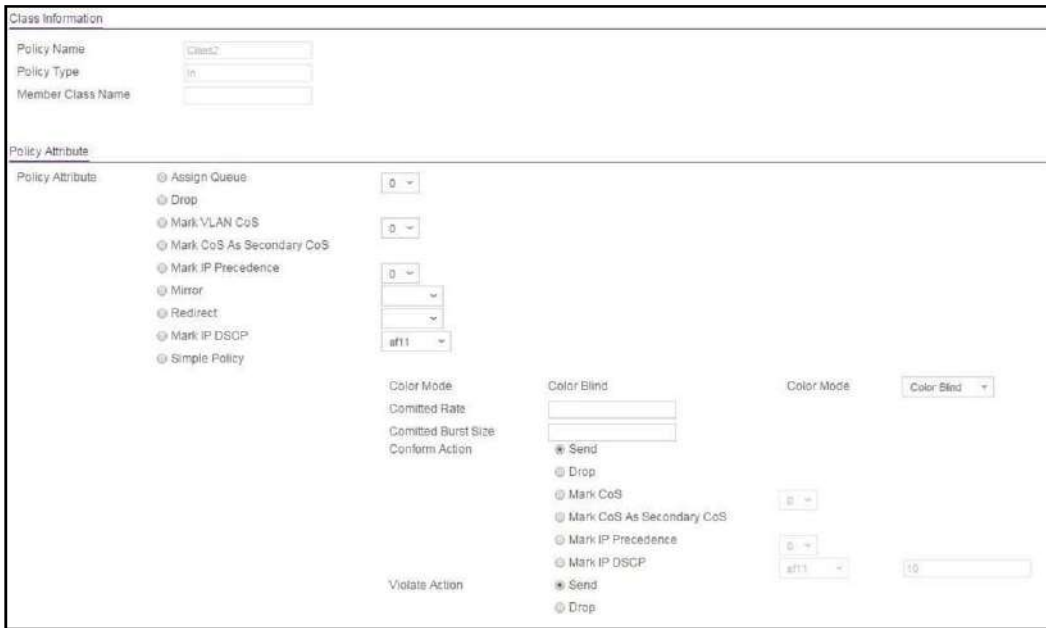 Class Information
Policy Name Class2
Policy Type In
Member Class Name
Policy Attribute
Policy Attribute Assign Queue 0
Drop
Mark VLAN CoS 0
Mark CoS As Secondary CoS
Mark IP Precedence 0
Mirror
Redirect
Mark IP DSCP af11
Simple Policy
Color Mode Color Blind Color Mode Color Blind
Comitted Rate
Comitted Burst Size
Conform Action Send
Drop
Mark CoS 0
Mark CoS As Secondary CoS
Mark IP Precedence 0
Mark IP DSCP af11 10
Violate Action Send
Drop